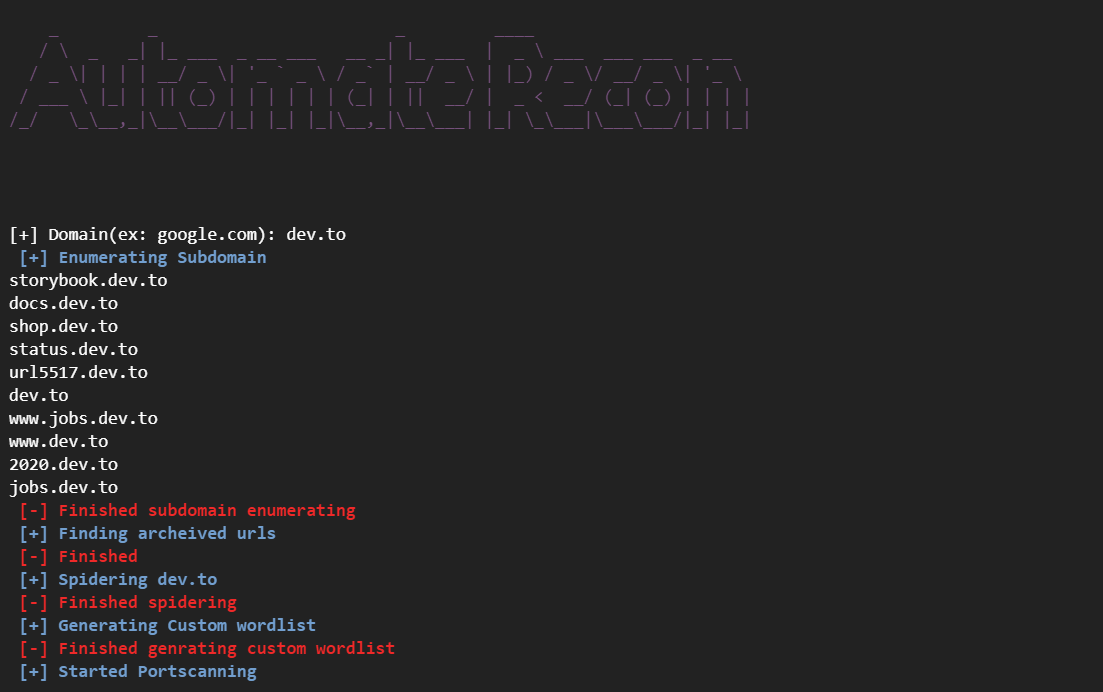 Automate Recon
[+] Domain(ex: google.com): dev.to
[+] Enumerating Subdomain
storybook.dev.to
docs.dev.to
shop.dev.to
status.dev.to
url5517.dev.to
dev.to
www.jobs.dev.to
www.dev.to
2020.dev.to
jobs.dev.to
[-] Finished subdomain enumerating
[+] Finding archeived urls
[-] Finished
[+] Spidering dev.to
[-] Finished spidering
[+] Generating Custom wordlist
[-] Finished genrating custom wordlist
[+] Started Portscanning